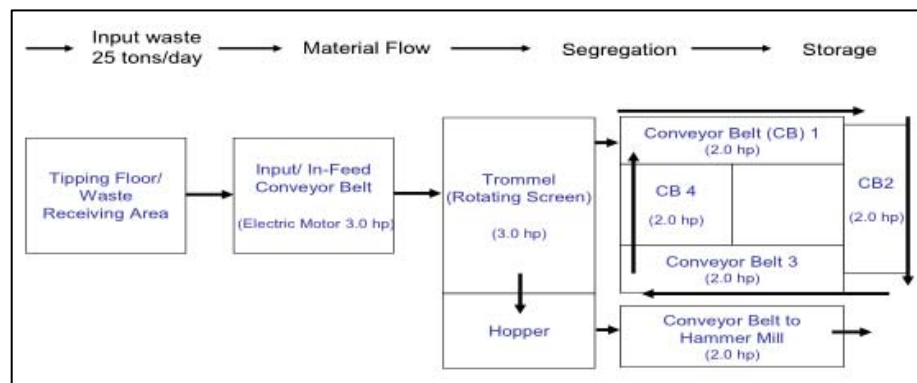 Input waste
25 tons/day
Material Flow
Segregation
Storage
Tipping Floor/
Waste
Receiving Area
Input/ In-Feed
Conveyor Belt
(Electric Motor 3.0 hp)
Trommel
(Rotating Screen)
(3.0 hp)
Hopper
Conveyor Belt (CB) 1
(2.0 hp)
CB 4
(2.0 hp)
CB2
(2.0 hp)
Conveyor Belt 3
(2.0 hp)
Conveyor Belt to
Hammer Mill
(2.0 hp)